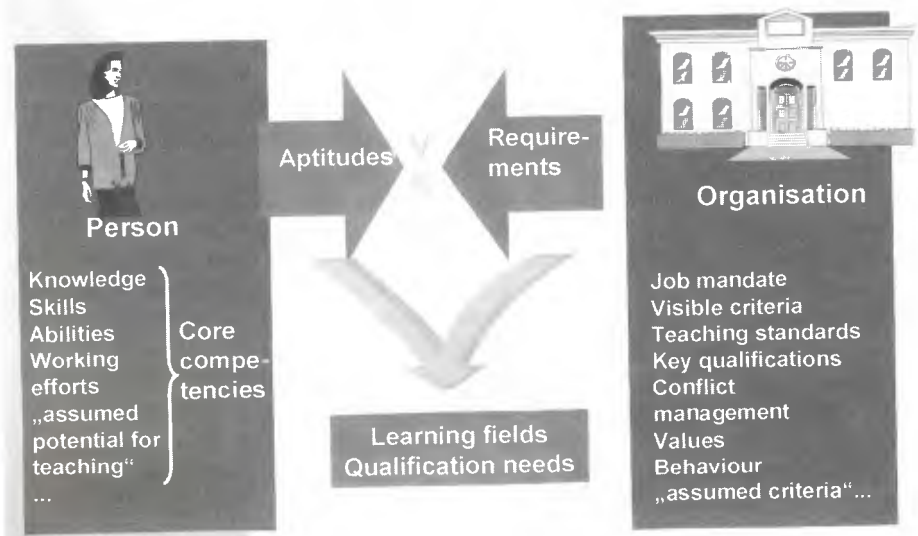 Person
Knowledge
Skills
Abilities
Working
efforts
„assumed
potential for
teaching“
...
Core
compe-
tencies
Aptitudes
Require-
ments
Learning fields
Qualification needs
Organisation
Job mandate
Visible criteria
Teaching standards
Key qualifications
Conflict
management
Values
Behaviour
„assumed criteria“...